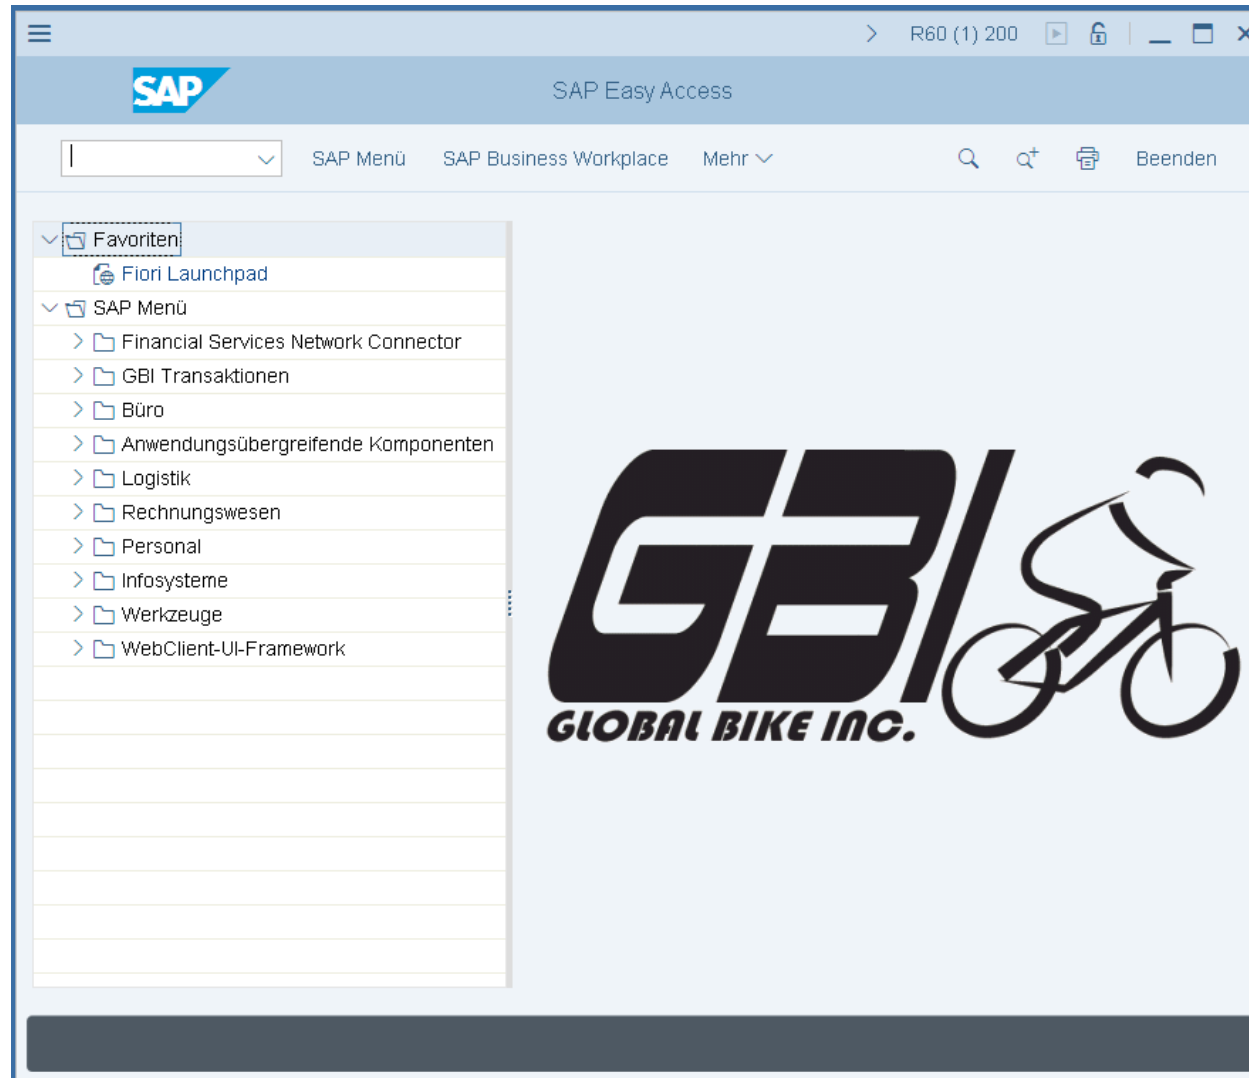 R60 (1) 200
SAP SAP Easy Access
SAP Menü SAP Business Workplace Mehr Beenden
Favoriten
Fiori Launchpad
SAP Menü
Financial Services Network Connector
GBI Transaktionen
Büro
Anwendungsübergreifende Komponenten
Logistik
Rechnungswesen
Personal
Infosysteme
Werkzeuge
WebClient-UI-Framework
GBI
GLOBAL BIKE INC.